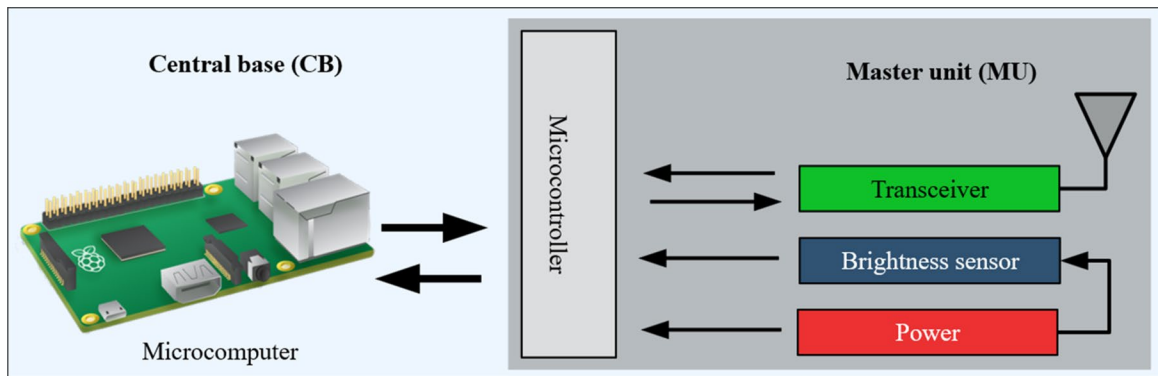 Central base (CB)
Microcomputer
Microcontroller
Master unit (MU)
Transceiver
Brightness sensor
Power